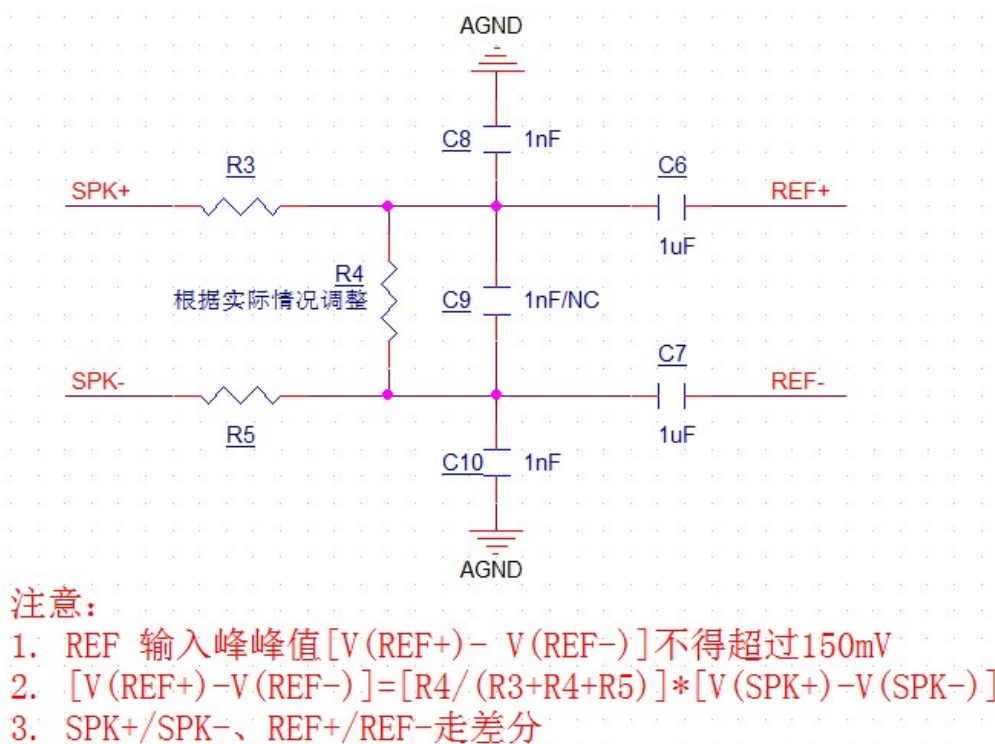 AGND
C8 1nF
R3
C6
SPK+
REF+
1uF
R4
根据实际情况调整
C9 1nF/NC
C7
SPK-
REF-
R5
1uF
C10 1nF
AGND
注意：
1. REF 输入峰峰值[V(REF+)- V(REF-)]不得超过150mV
2. [V(REF+)-V(REF-)]=[R4/(R3+R4+R5)]*[V(SPK+)-V(SPK-)]
3. SPK+/SPK-、REF+/REF-走差分